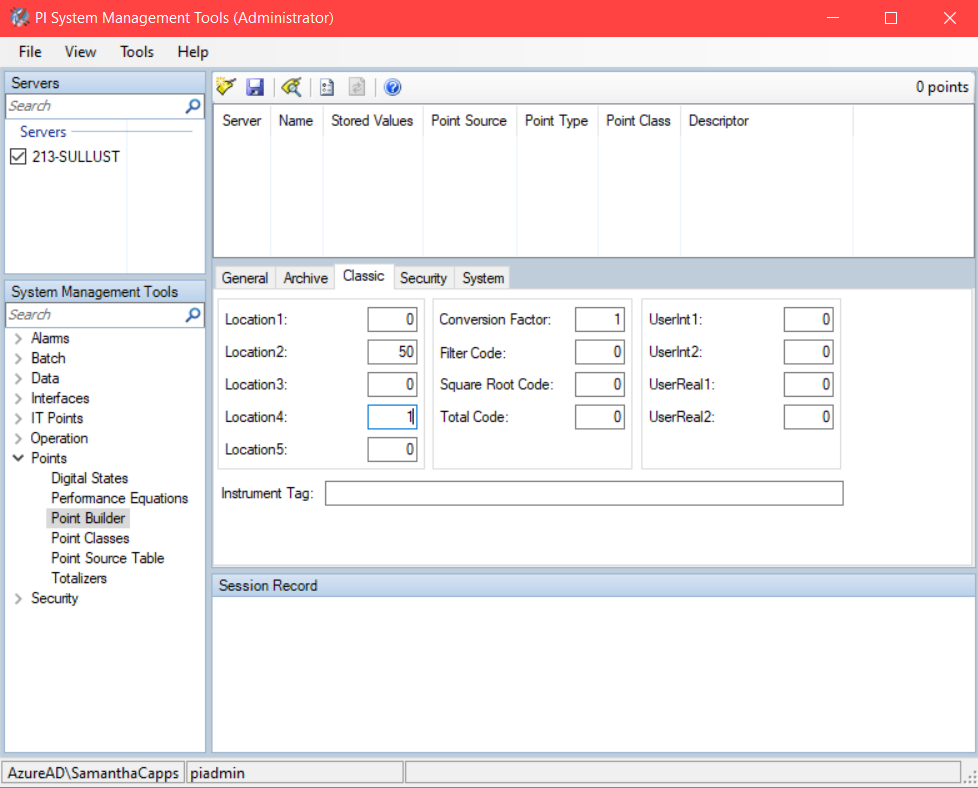 PI System Management Tools (Administrator)
File View Tools Help
Servers
Search
Servers
213-SULLUST
System Management Tools
Search
Alarms
Batch
Data
Interfaces
IT Points
Operation
Points
Digital States
Performance Equations
Point Builder
Point Classes
Point Source Table
Totalizers
Security
0 points
Server Name Stored Values Point Source Point Type Point Class Descriptor
General Archive Classic Security System
Location1: 0 Conversion Factor: 1 UserInt1: 0
Location2: 50 Filter Code: 0 UserInt2: 0
Location3: 0 Square Root Code: 0 UserReal1: 0
Location4: 1 Total Code: 0 UserReal2: 0
Location5: 0
Instrument Tag:
Session Record
AzureAD\SamanthaCapps piadmin